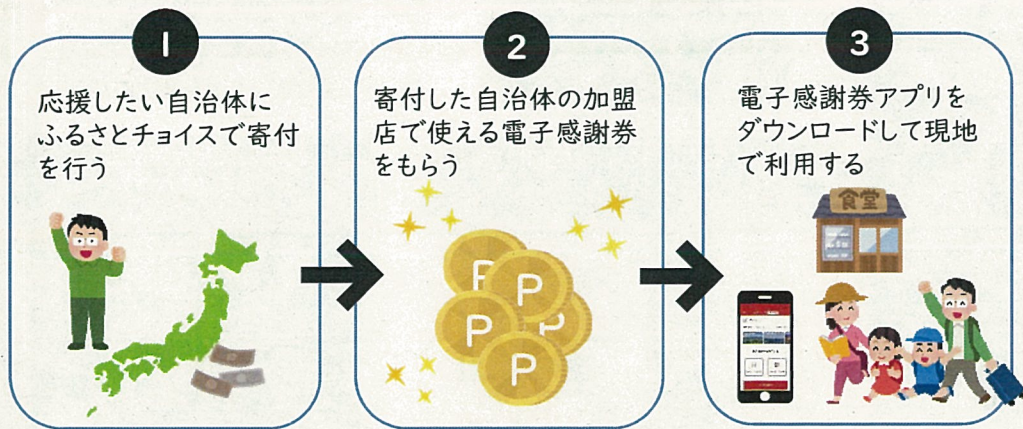 1
応援したい自治体に
ふるさとチョイスで寄付
を行う
2
寄付した自治体の加盟
店で使える電子感謝券
をもらう
P
P
P
P
P
3
電子感謝券アプリを
ダウンロードして現地
で利用する
食堂